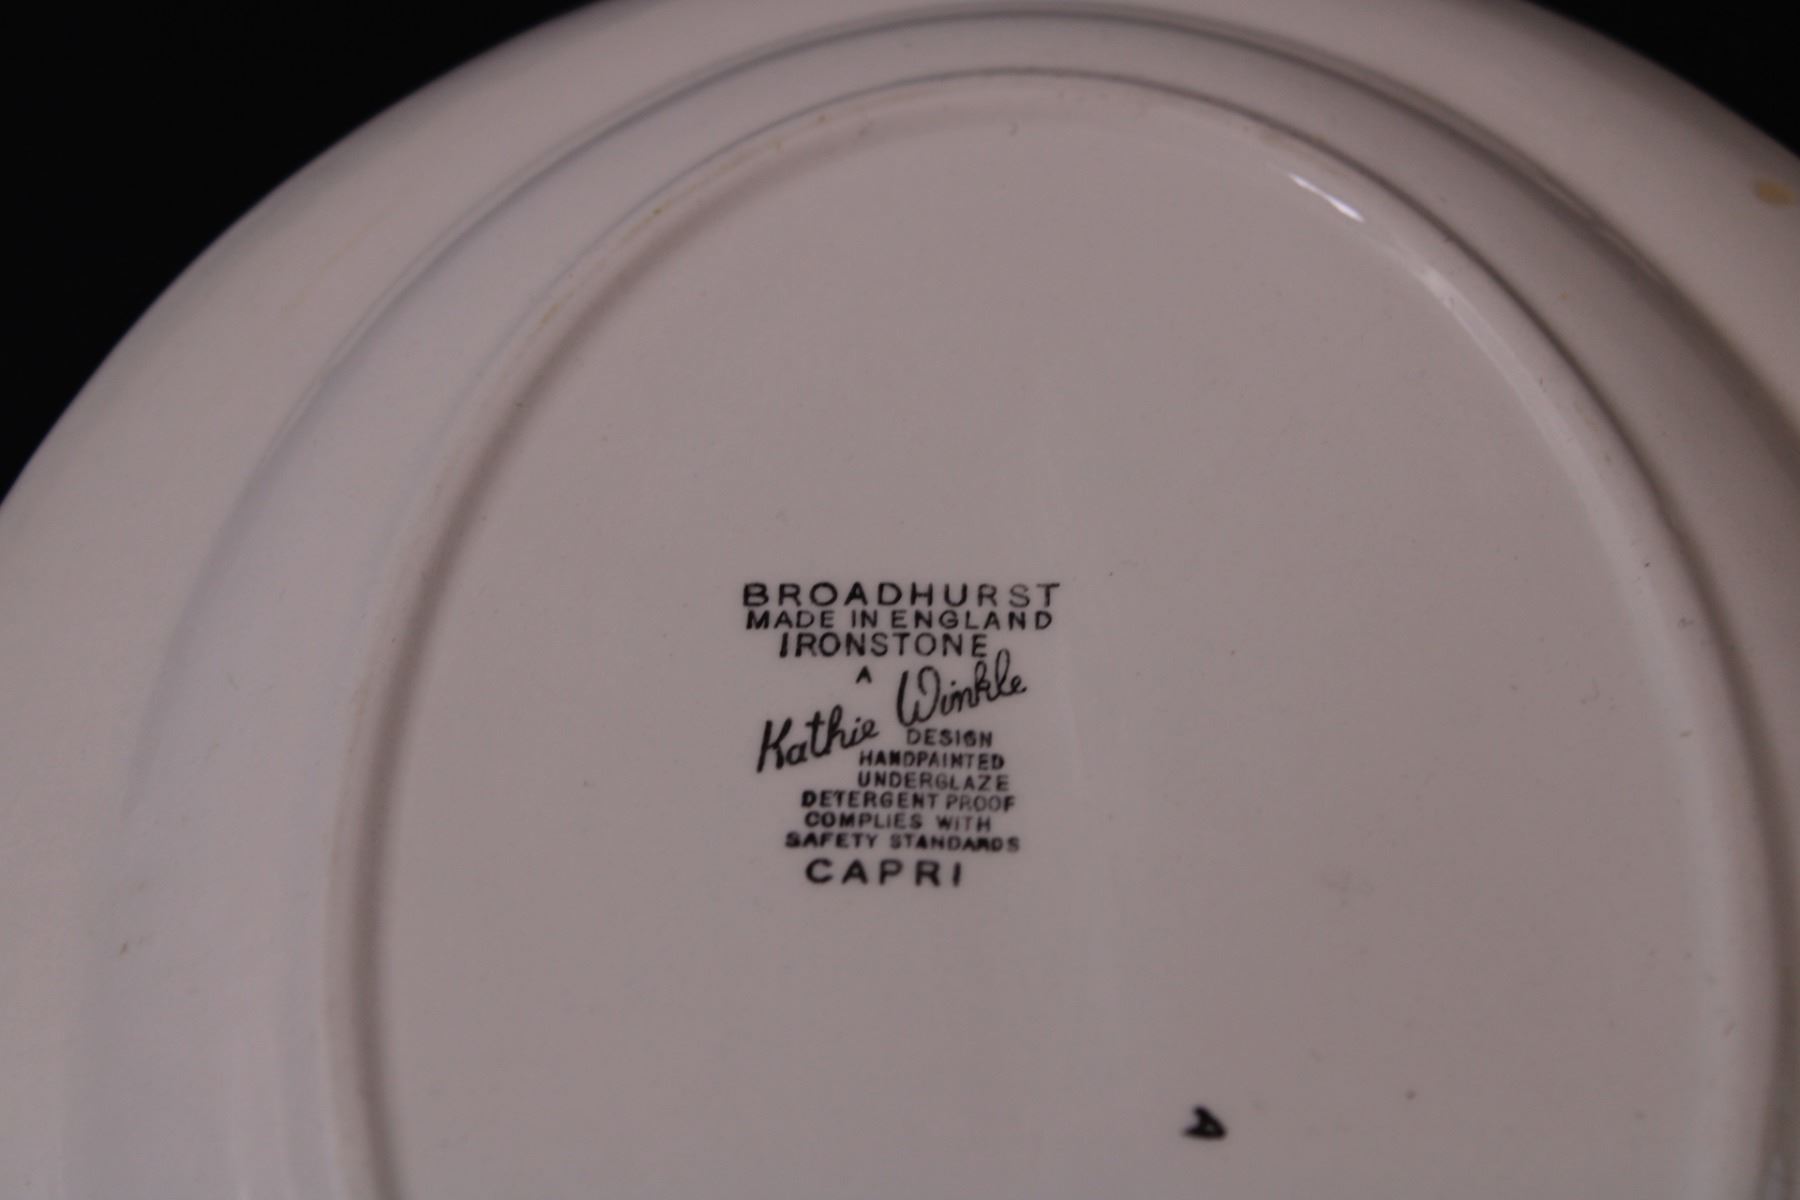 BROADHURST
MADE IN ENGLAND
IRONSTONE
A
Kathie Winkle
DESIGN
HANDPAINTED
UNDERGLAZE
DETERGENT PROOF
COMPLIES WITH
SAFETY STANDARDS
CAPRI